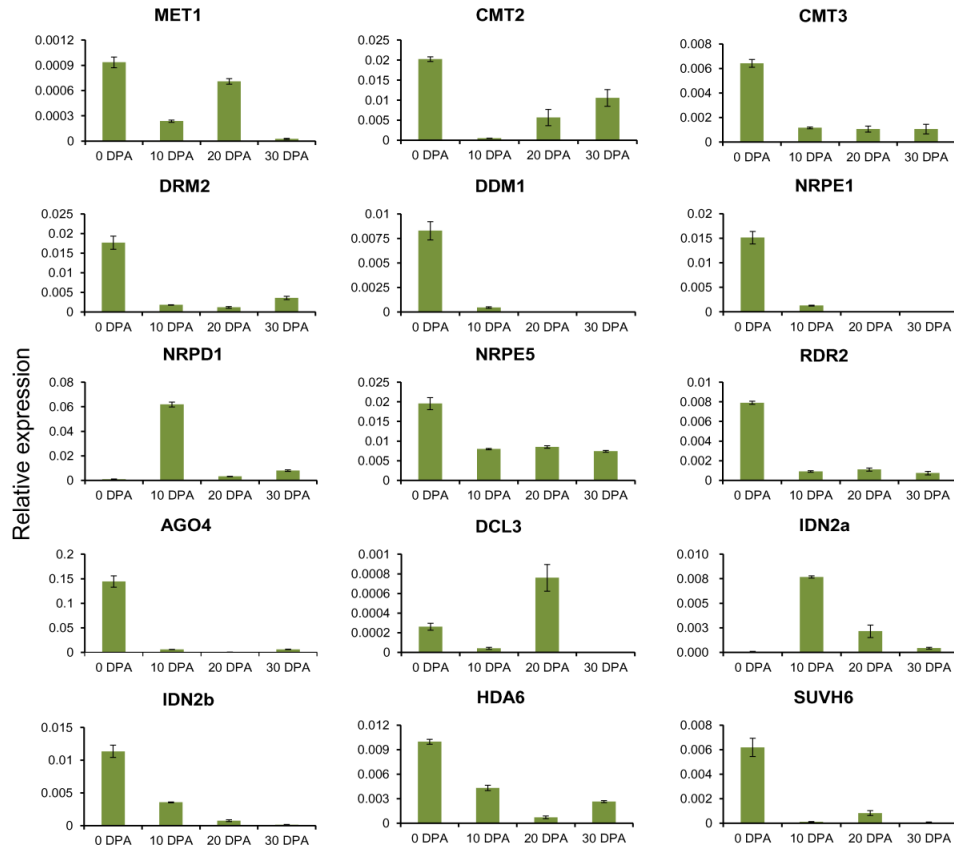 MET1
0.0012
0.0009
0.0006
0.0003
0
0 DPA 10 DPA 20 DPA 30 DPA
CMT2
0.025
0.02
0.015
0.01
0.005
0
0 DPA 10 DPA 20 DPA 30 DPA
CMT3
0.008
0.006
0.004
0.002
0
0 DPA 10 DPA 20 DPA 30 DPA
DRM2
0.025
0.02
0.015
0.01
0.005
0
0 DPA 10 DPA 20 DPA 30 DPA
DDM1
0.01
0.0075
0.005
0.0025
0
0 DPA 10 DPA 20 DPA 30 DPA
NRPE1
0.02
0.015
0.01
0.005
0
0 DPA 10 DPA 20 DPA 30 DPA
Relative expression
NRPD1
0.08
0.06
0.04
0.02
0
0 DPA 10 DPA 20 DPA 30 DPA
NRPE5
0.025
0.02
0.015
0.01
0.005
0
0 DPA 10 DPA 20 DPA 30 DPA
RDR2
0.01
0.008
0.006
0.004
0.002
0
0 DPA 10 DPA 20 DPA 30 DPA
AGO4
0.2
0.15
0.1
0.05
0
0 DPA 10 DPA 20 DPA 30 DPA
DCL3
0.001
0.0008
0.0006
0.0004
0.0002
0
0 DPA 10 DPA 20 DPA 30 DPA
IDN2a
0.010
0.008
0.005
0.003
0.000
0 DPA 10 DPA 20 DPA 30 DPA
IDN2b
0.015
0.01
0.005
0
0 DPA 10 DPA 20 DPA 30 DPA
HDA6
0.012
0.009
0.006
0.003
0
0 DPA 10 DPA 20 DPA 30 DPA
SUVH6
0.008
0.006
0.004
0.002
0
0 DPA 10 DPA 20 DPA 30 DPA